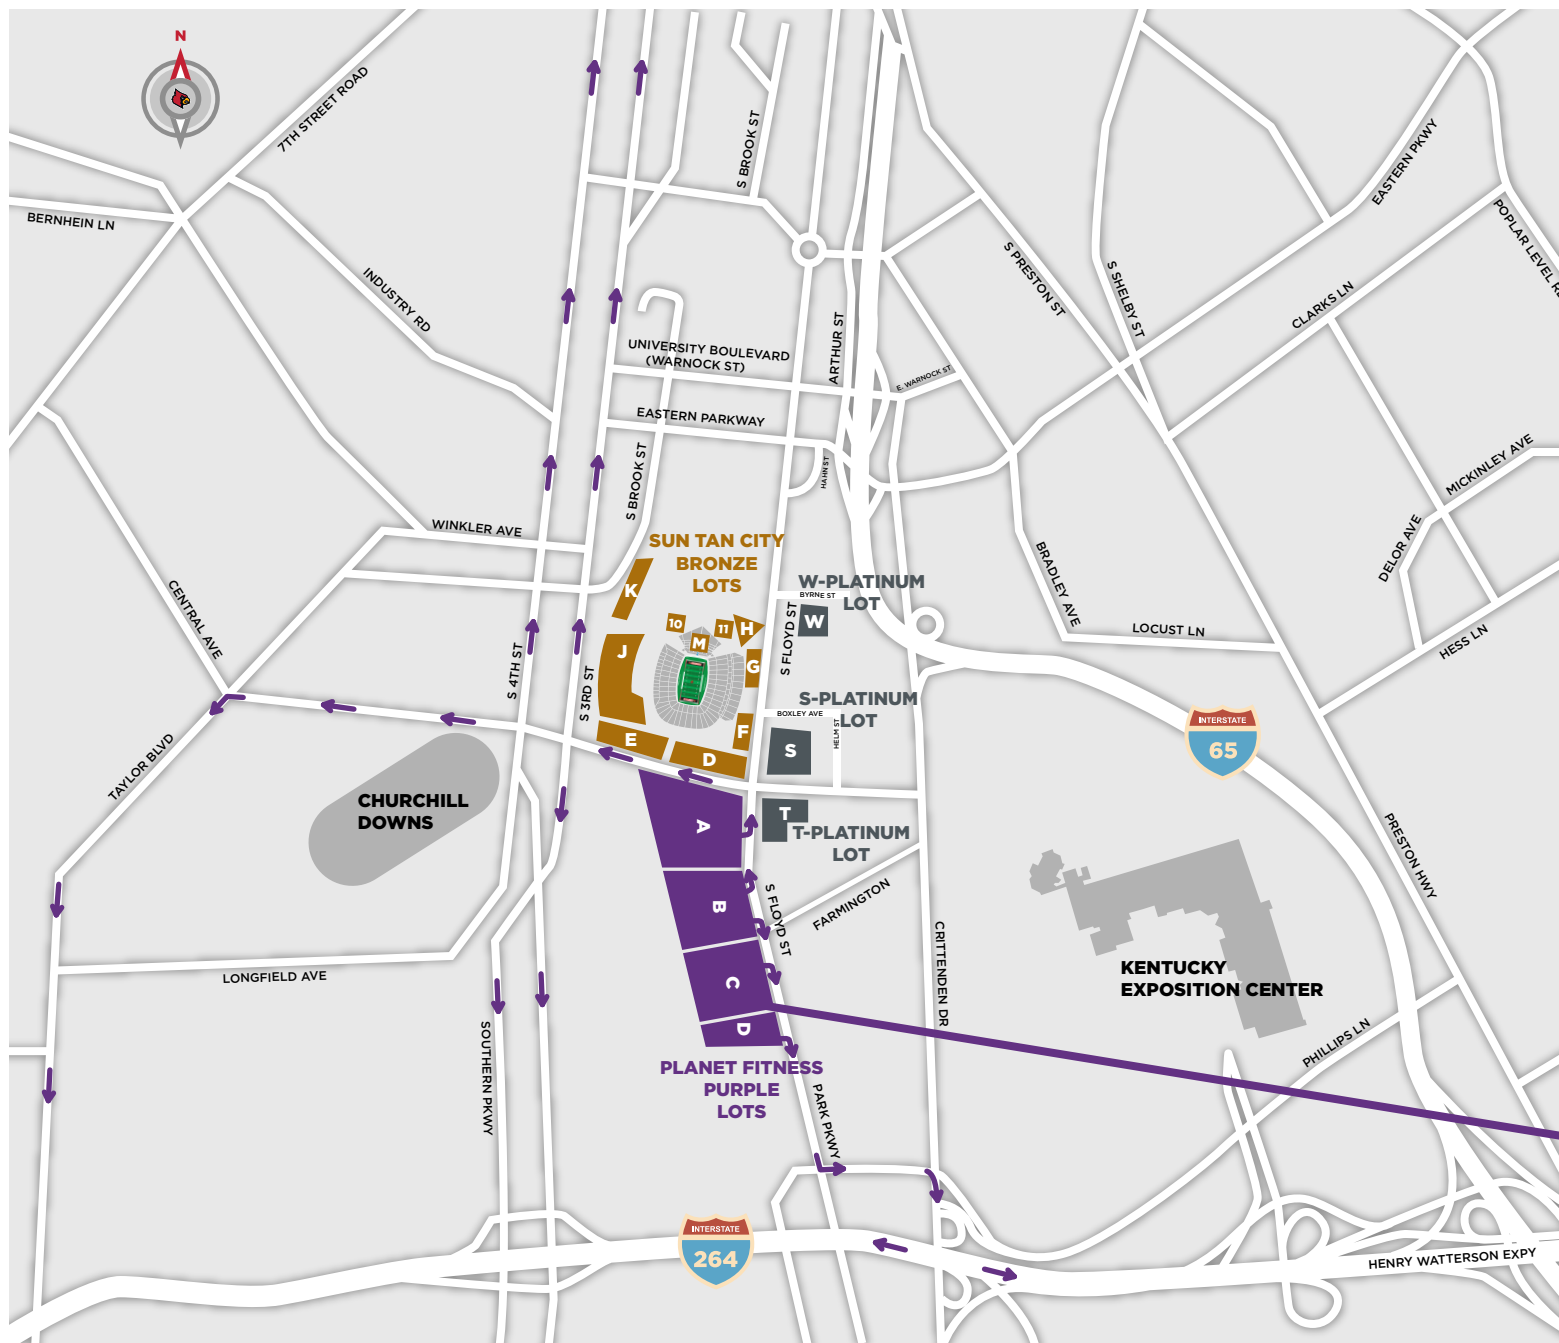 N
7TH STREET ROAD
S BROOK ST
EASTERN PKWY
BERNHEIN LN
POPLAR LEVEL
S PRESTON ST
S SHELBY ST
INDUSTRY RD
CLARKS LN
ARTHUR ST
UNIVERSITY BOULEVARD
(WARNOCK ST)
E. WARNOCK ST
EASTERN PARKWAY
S BROOK ST
HAHN ST
MICKINLEY AVE
DELOR AVE
WINKLER AVE
SUN TAN CITY
BRONZE
LOTS
BRADLEY AVE
W-PLATINUM
LOT
BYRNE ST
CENTRAL AVE
K
W
10
11
H
M
J
G
S FLOYD ST
LOCUST LN
HESS LN
S 4TH ST
S 3RD ST
S-PLATINUM
LOT
BOXLEY AVE
HELM ST
F
E
D
S
INTERSTATE
65
TAYLOR BLVD
CHURCHILL
DOWNS
A
T
T-PLATINUM
LOT
PRESTON HWY
B
S FLOYD ST
FARMINGTON
CRITTENDEN DR
LONGFIELD AVE
C
KENTUCKY
EXPOSITION CENTER
D
SOUTHERN PKWY
PHILLIPS LN
PLANET FITNESS
PURPLE
LOTS
PARK PKWY
INTERSTATE
264
HENRY WATTERSON EXPY